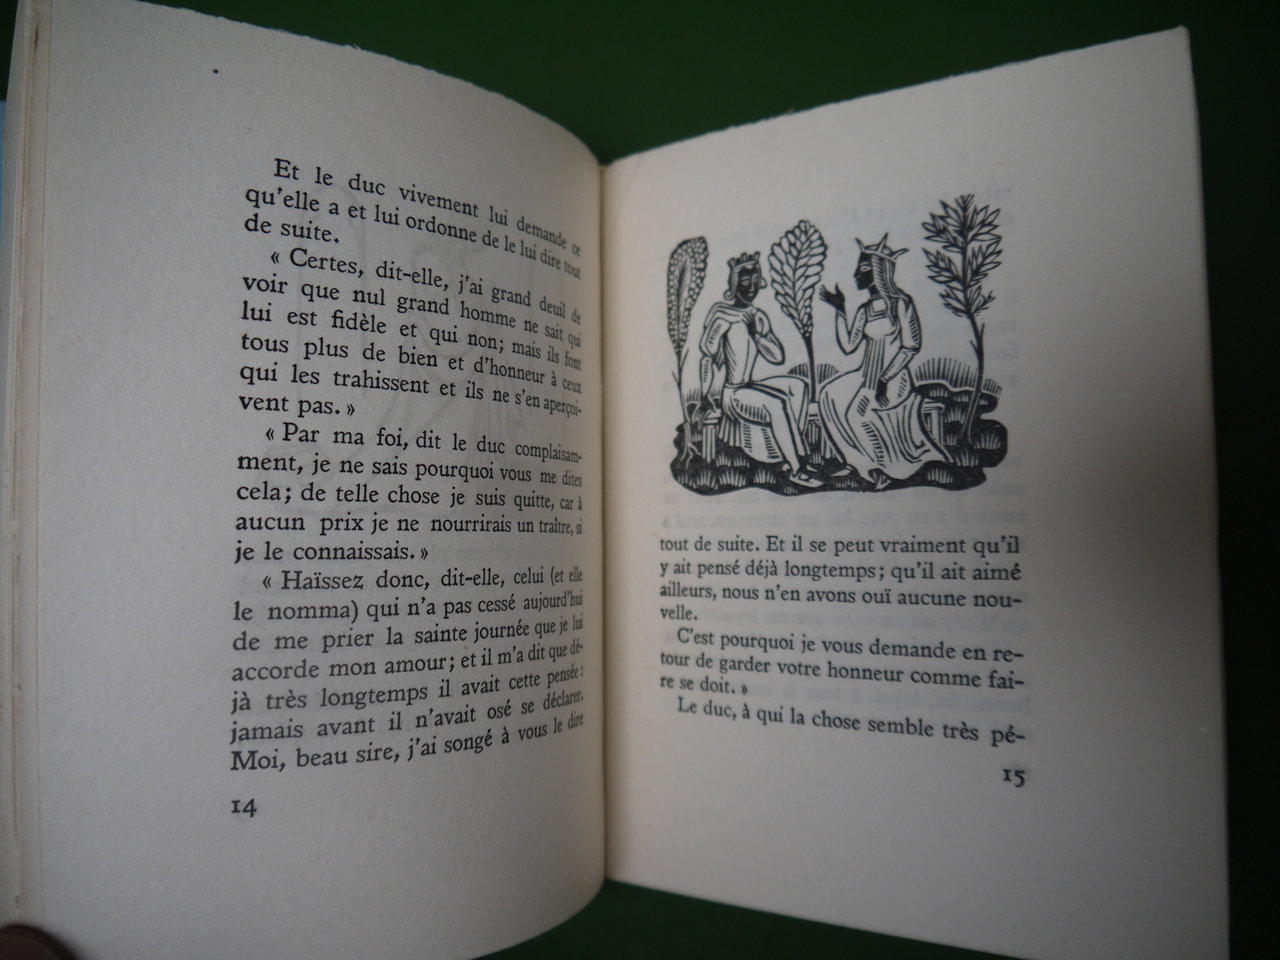 Et le duc vivement lui demande ce
qu'elle a et lui ordonne de le lui dire tout
de suite.
« Certes, dit-elle, j'ai grand deuil de
voir que nul grand homme ne sait qui
lui est fidèle et qui non; mais ils font
tous plus de bien et d'honneur à ceux
qui les trahissent et ils ne s'en aperçoi-
vent pas. »
« Par ma foi, dit le duc complaisam-
ment, je ne sais pourquoi vous me dites
cela; de telle chose je suis quitte, car à
aucun prix je ne nourrirais un traître, si
je le connaissais. »
« Haïssez donc, dit-elle, celui (et elle
le nomma) qui n'a pas cessé aujourd'hui
de me prier la sainte journée que je lui
accorde mon amour; et il m'a dit que dé-
jà très longtemps il avait cette pensée:
jamais avant il n'avait osé se déclarer.
Moi, beau sire, j'ai songé à vous le dire
14
tout de suite. Et il se peut vraiment qu'il
y ait pensé déjà longtemps; qu'il ait aimé
ailleurs, nous n'en avons ouï aucune nou-
velle.
C'est pourquoi je vous demande en re-
tour de garder votre honneur comme fai-
re se doit. »
Le duc, à qui la chose semble très pé-
15